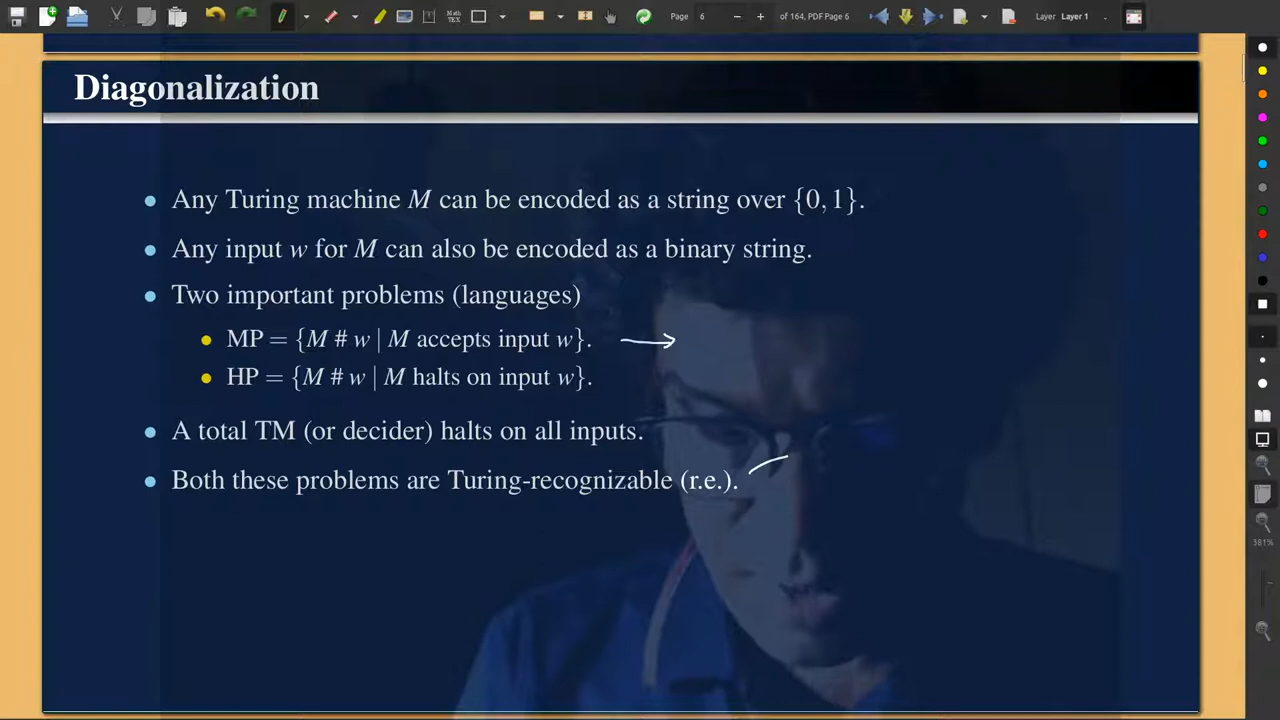 Page 6 of 164, PDF Page 6 Layer Layer 1
Diagonalization
• Any Turing machine M can be encoded as a string over {0, 1}.
• Any input w for M can also be encoded as a binary string.
• Two important problems (languages)
• MP = {M # w | M accepts input w}.
• HP = {M # w | M halts on input w}.
• A total TM (or decider) halts on all inputs.
• Both these problems are Turing-recognizable (r.e.).
381%